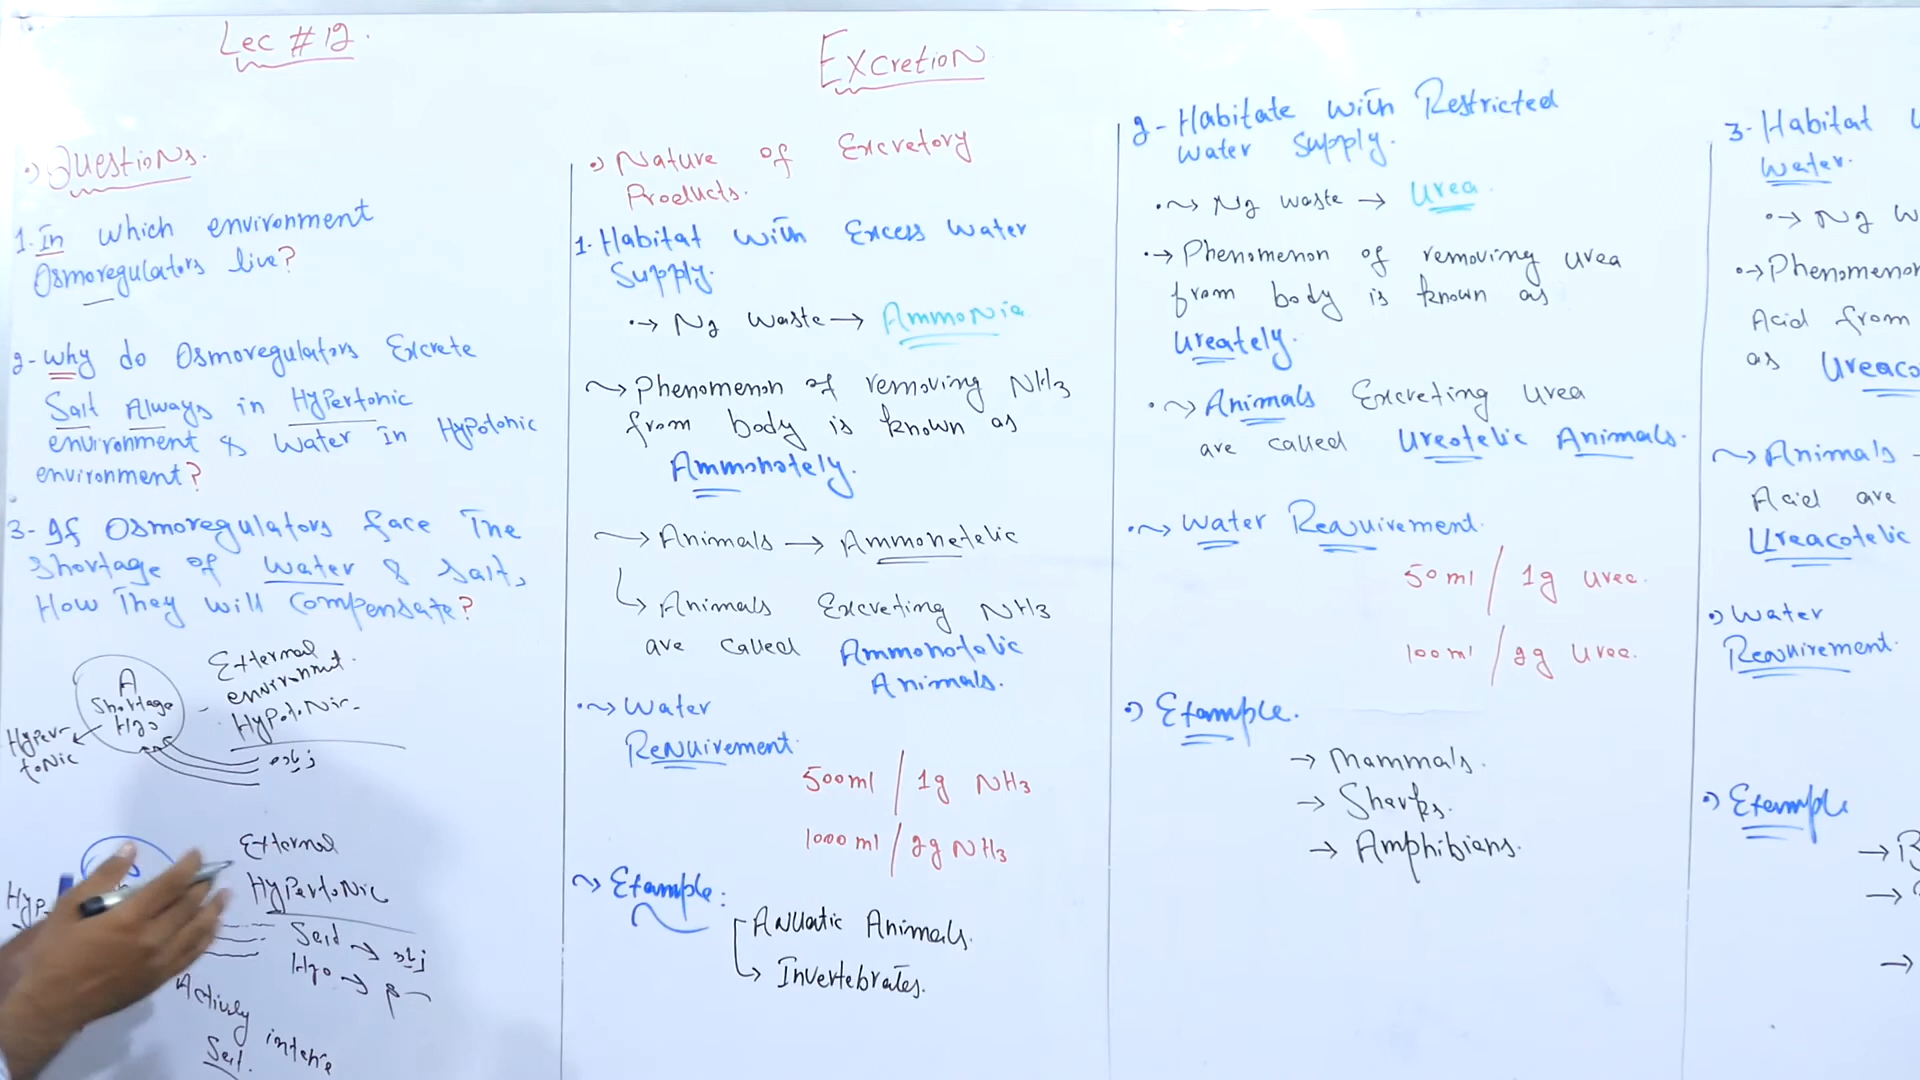 Lec #12.
Excretion
Questions.
1. In which environment
Osmoregulators live?
2- Why do Osmoregulators Excrete
Salt Always in Hypertonic
environment & Water In Hypotonic
environment?
3- If Osmoregulators face The
Shortage of Water & Salt,
How They will Compensate?
A
Shortage
H2O
Hyper-
tonic
External
environment.
Hypotonic-
زیادہ
External
Hypertonic
Salt → زیادہ
H2O →
Hyp-
Actively intake
Salt.
Nature of Excretory
Products.
1. Habitat with Excess Water
Supply.
N2 Waste → Ammonia
Phenomenon of removing NH3
from body is known as
Ammonotely.
Animals → Ammonetelic
Animals Excreting NH3
are called Ammonotelic
Animals.
Water
Requirement.
500ml / 1g NH3
1000ml / 2g NH3
Example:
Aquatic Animals.
Invertebrates.
2- Habitate with Restricted
Water Supply.
N2 waste → Urea.
Phenomenon of removing urea
from body is known as
Ureately.
Animals Excreting Urea
are called Ureotelic Animals.
Water Requirement.
50ml / 1g Urea.
100ml / 2g Urea.
Example.
→ Mammals.
→ Sharks.
→ Amphibians.
3- Habitat
Water.
→ N2 W
Phenomenon
Acid from
as Ureaco
Animals -
Acid are
Ureacotelic
Water
Requirement.
Example